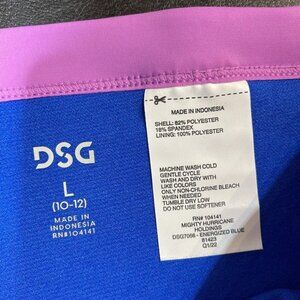 DSG
L
(10-12)
MADE IN
INDONESIA
RN#104141
MADE IN INDONESIA
SHELL: 82% POLYESTER
18% SPANDEX
LINING: 100% POLYESTER
MACHINE WASH COLD
GENTLE CYCLE
WASH AND DRY WITH
LIKE COLORS
ONLY NON-CHLORINE BLEACH
WHEN NEEDED
TUMBLE DRY LOW
DO NOT USE SOFTENER
RN# 104141
MIGHTY HURRICANE
HOLDINGS
DSG7066 - ENERGIZED BLUE
81423
Q1/22